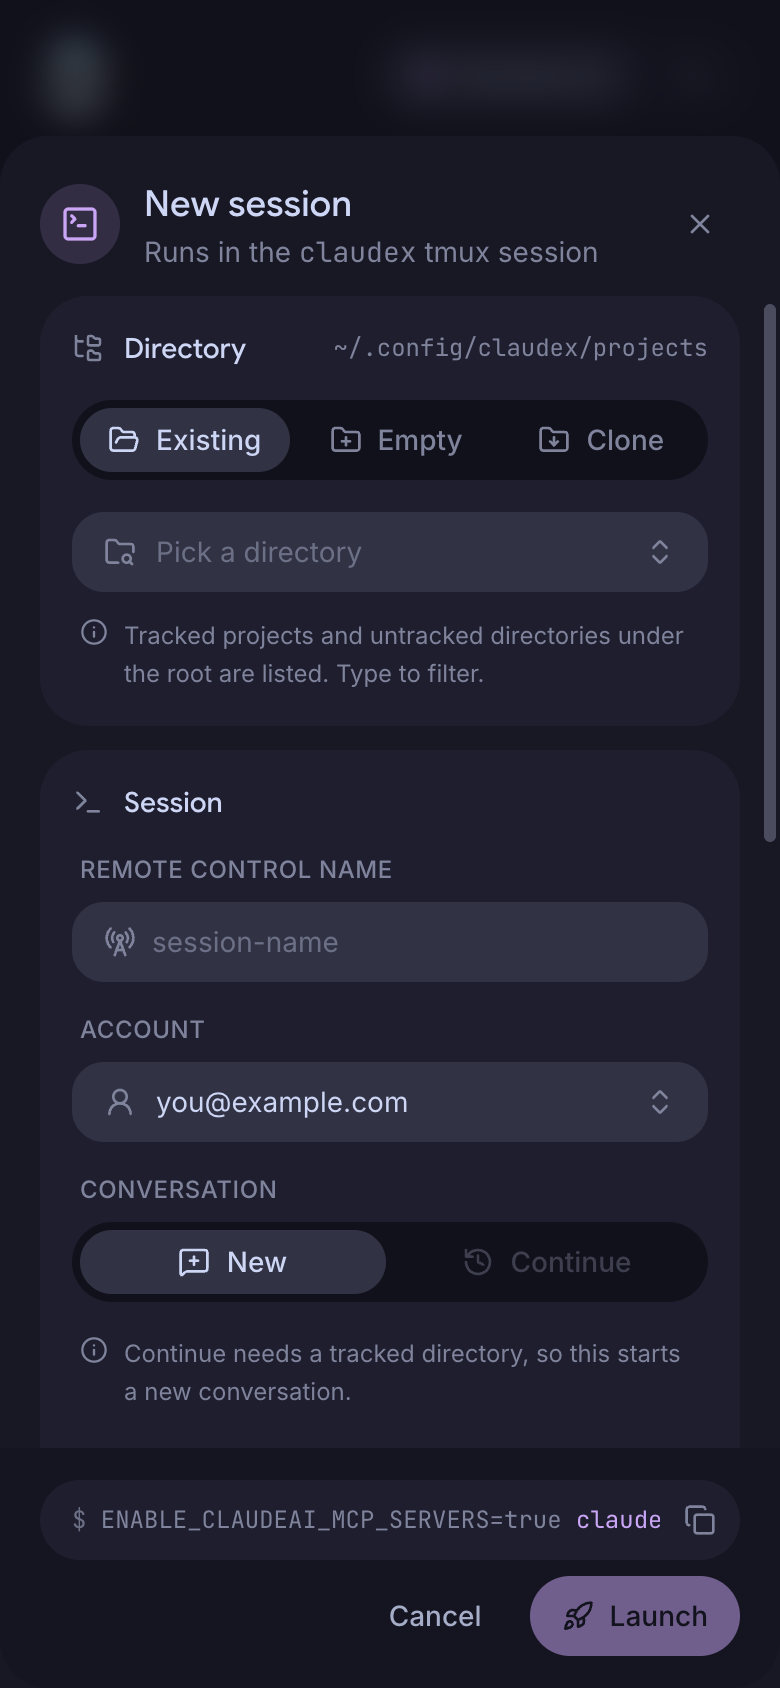 New session
Runs in the claudex tmux session
Directory
~/.config/claudex/projects
Existing
Empty
Clone
Pick a directory
Tracked projects and untracked directories under
the root are listed. Type to filter.
Session
REMOTE CONTROL NAME
session-name
ACCOUNT
you@example.com
CONVERSATION
New
Continue
Continue needs a tracked directory, so this starts
a new conversation.
$ ENABLE_CLAUDEAI_MCP_SERVERS=true claude
Cancel
Launch